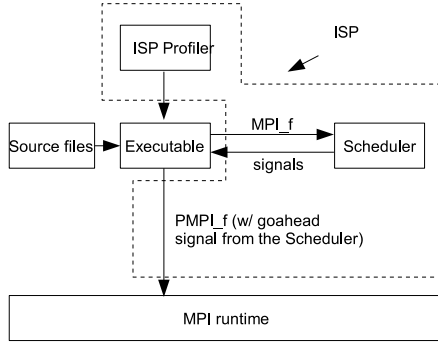 ISP Profiler
ISP
MPI_f
Source files
Executable
Scheduler
signals
PMPI_f (w/ goahead
signal from the Scheduler)
MPI runtime